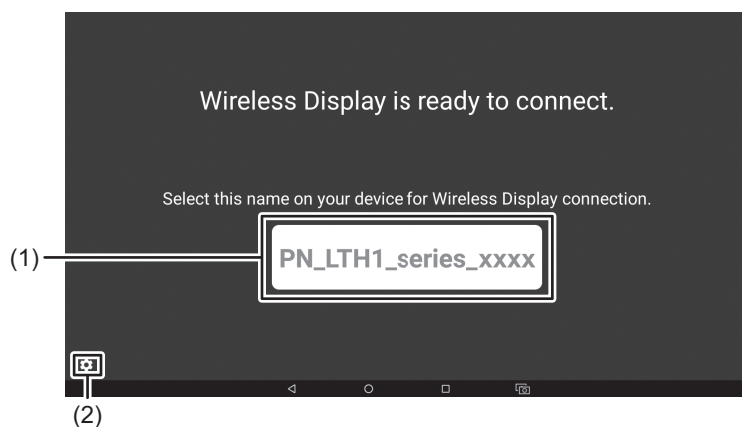 Wireless Display is ready to connect.
Select this name on your device for Wireless Display connection.
(1)
PN_LTH1_series_xxxx
(2)